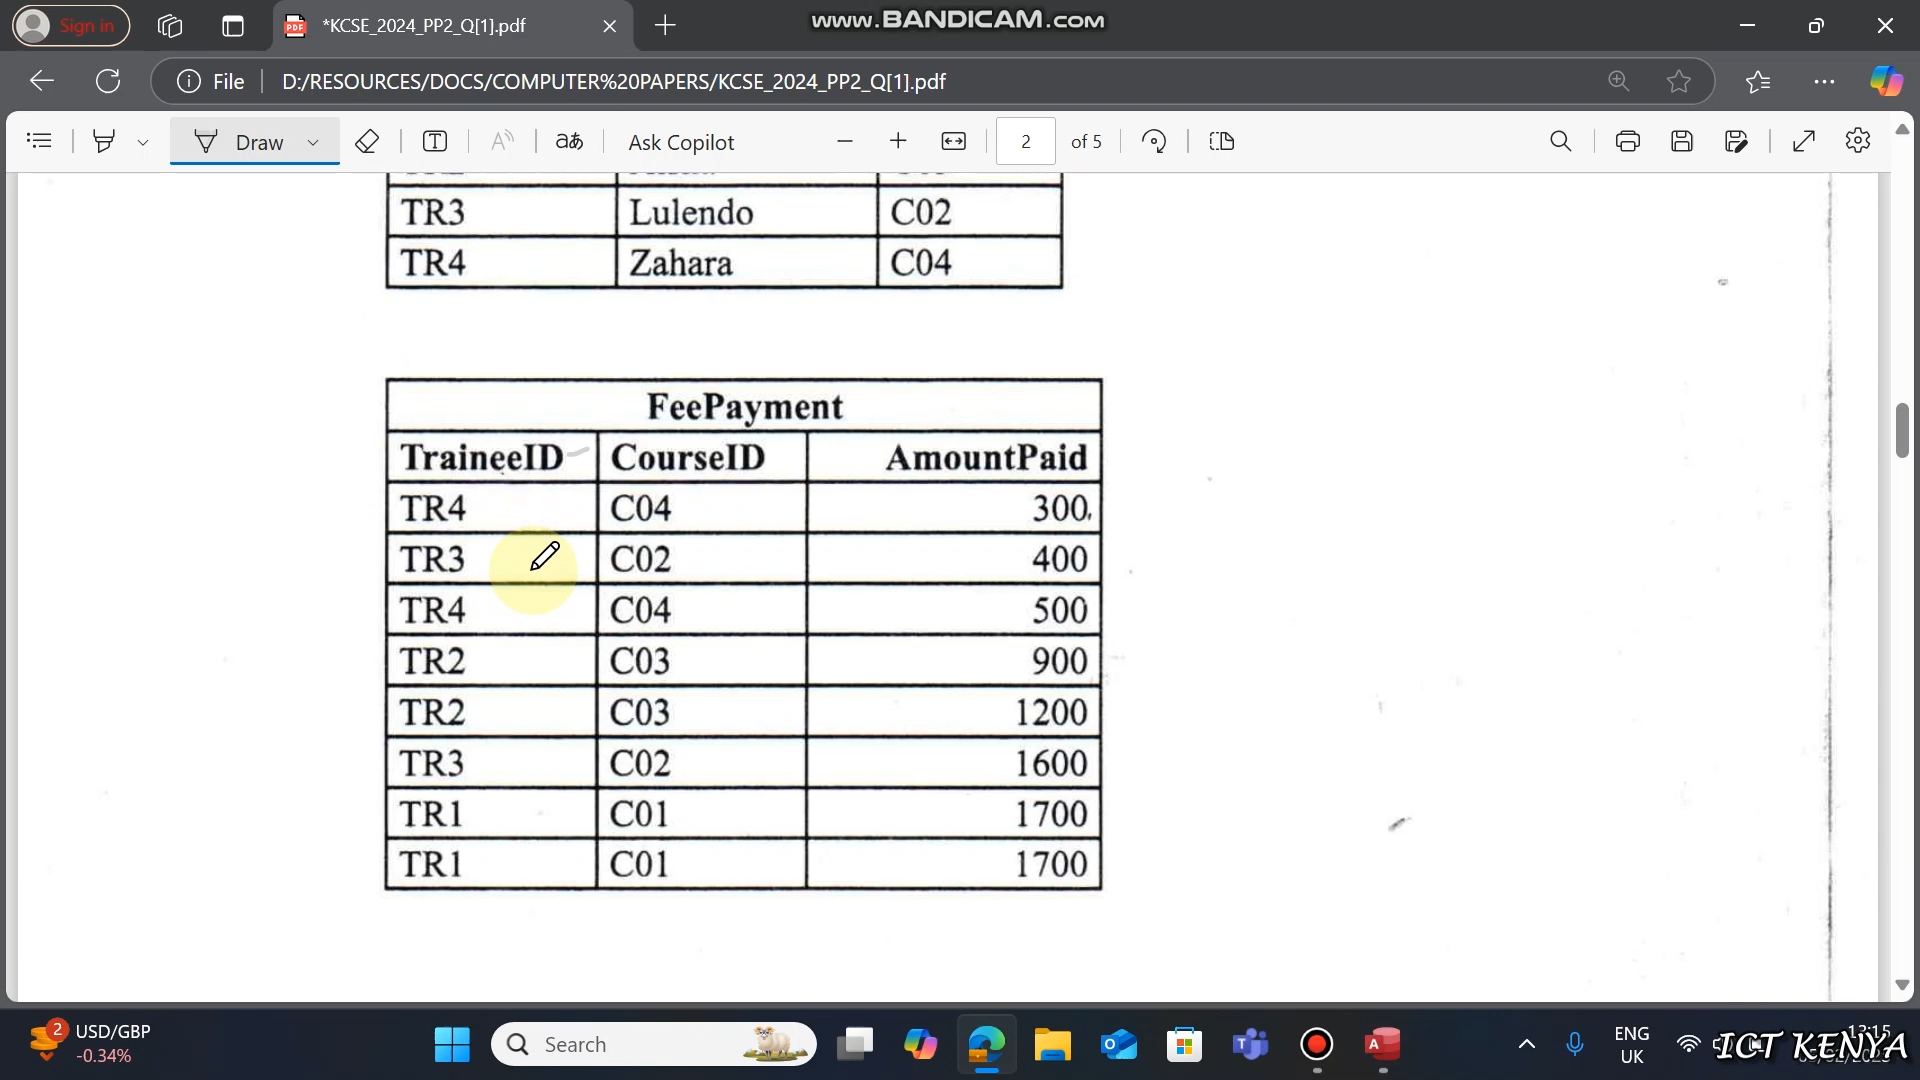 Sign in
*KCSE_2024_PP2_Q[1].pdf
www.BANDICAM.com
File
D:/RESOURCES/DOCS/COMPUTER%20PAPERS/KCSE_2024_PP2_Q[1].pdf
Draw
Ask Copilot
2 of 5
TR3 Lulendo C02
TR4 Zahara C04
FeePayment
TraineeID CourseID AmountPaid
TR4 C04 300
TR3 C02 400
TR4 C04 500
TR2 C03 900
TR2 C03 1200
TR3 C02 1600
TR1 C01 1700
TR1 C01 1700
2 USD/GBP
-0.34%
Search
ENG
UK
ICT KENYA